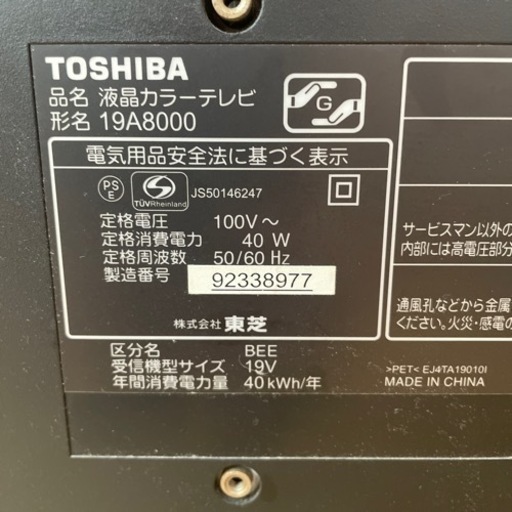 TOSHIBA
品名 液晶カラーテレビ
形名 19A8000
G
電気用品安全法に基づく表示
PS
E
S
TÜVRheinland
JS50146247
定格電圧 100V～
定格消費電力 40 W
定格周波数 50/60 Hz
製造番号 92338977
株式会社 東芝
区分名 BEE
受信機型サイズ 19V
年間消費電力量 40 kWh/年
サービスマン以外の
内部には高電圧部分
通風孔などから金属
ください。火災・感電の
>PET< EJ4TA19010I
MADE IN CHINA